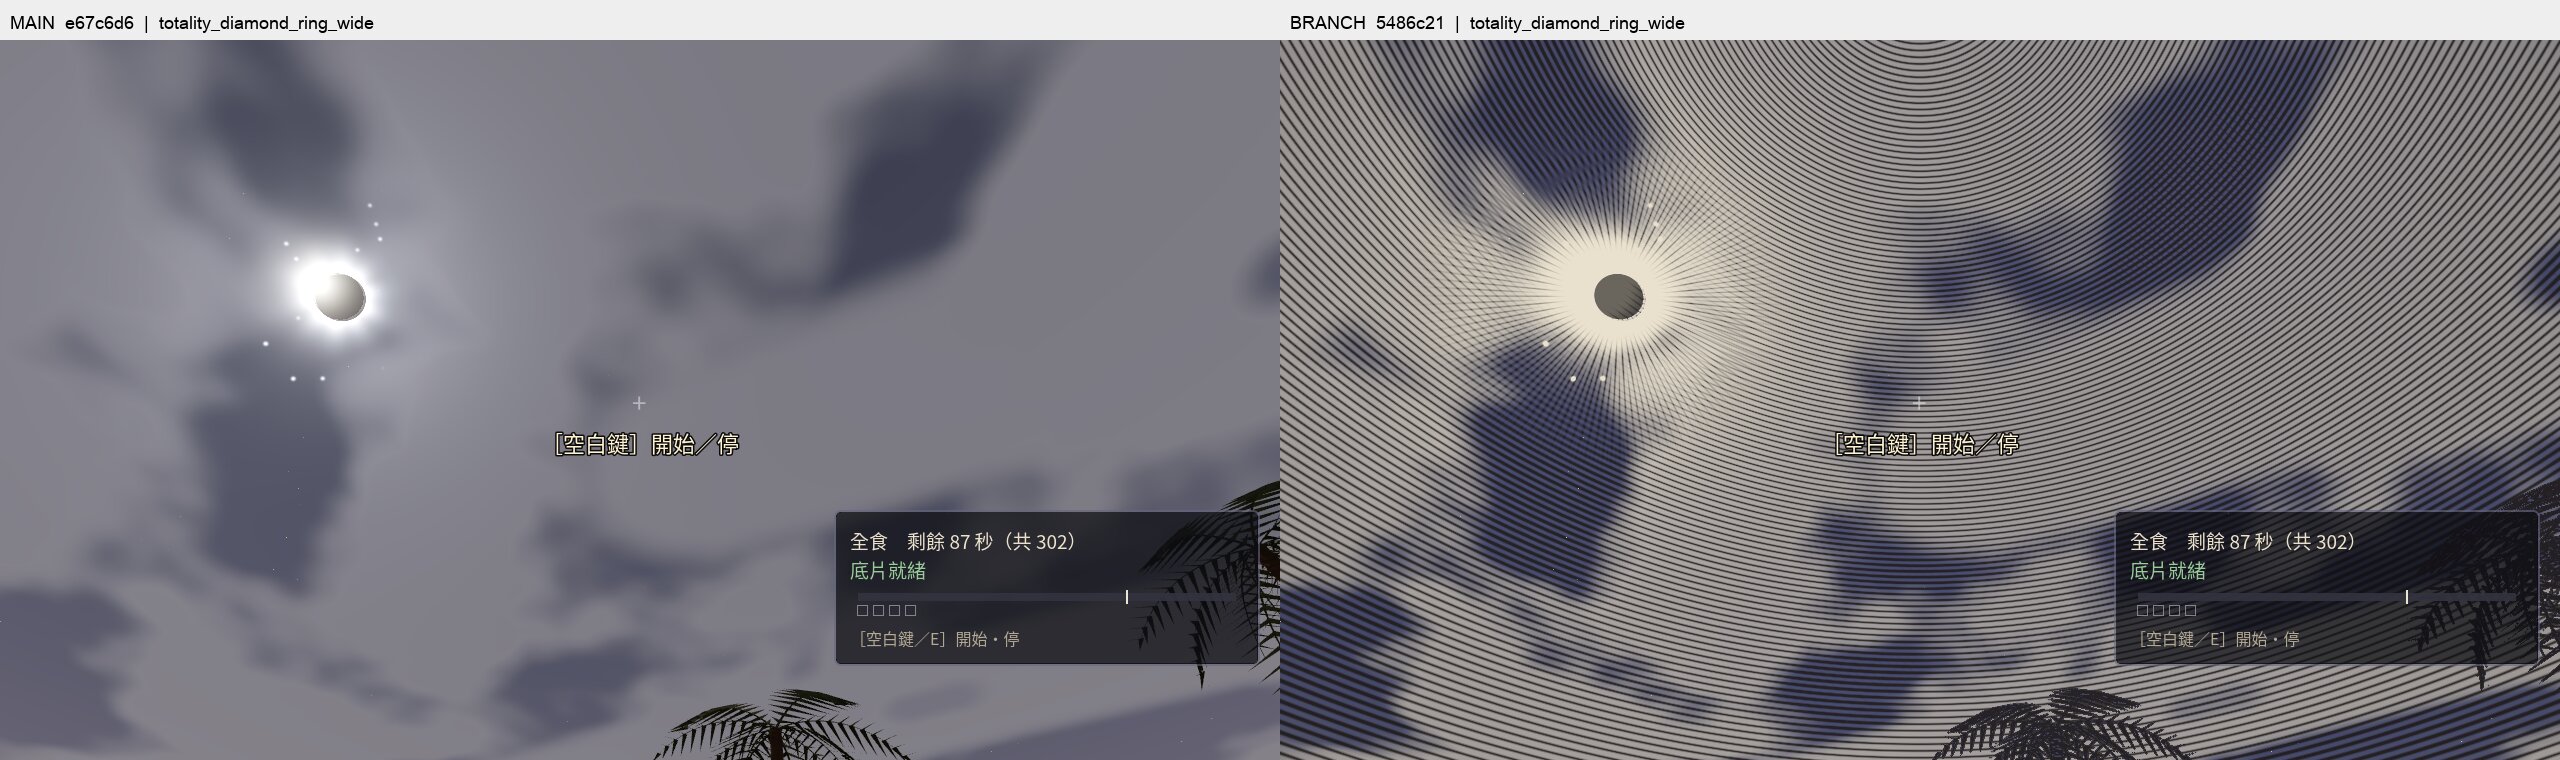 MAIN e67c6d6 | totality_diamond_ring_wide
［空白鍵］開始／停
全食　剩餘 87 秒（共 302）
底片就緒
□□□□
［空白鍵／E］開始・停
BRANCH 5486c21 | totality_diamond_ring_wide
［空白鍵］開始／停
全食　剩餘 87 秒（共 302）
底片就緒
□□□□
［空白鍵／E］開始・停